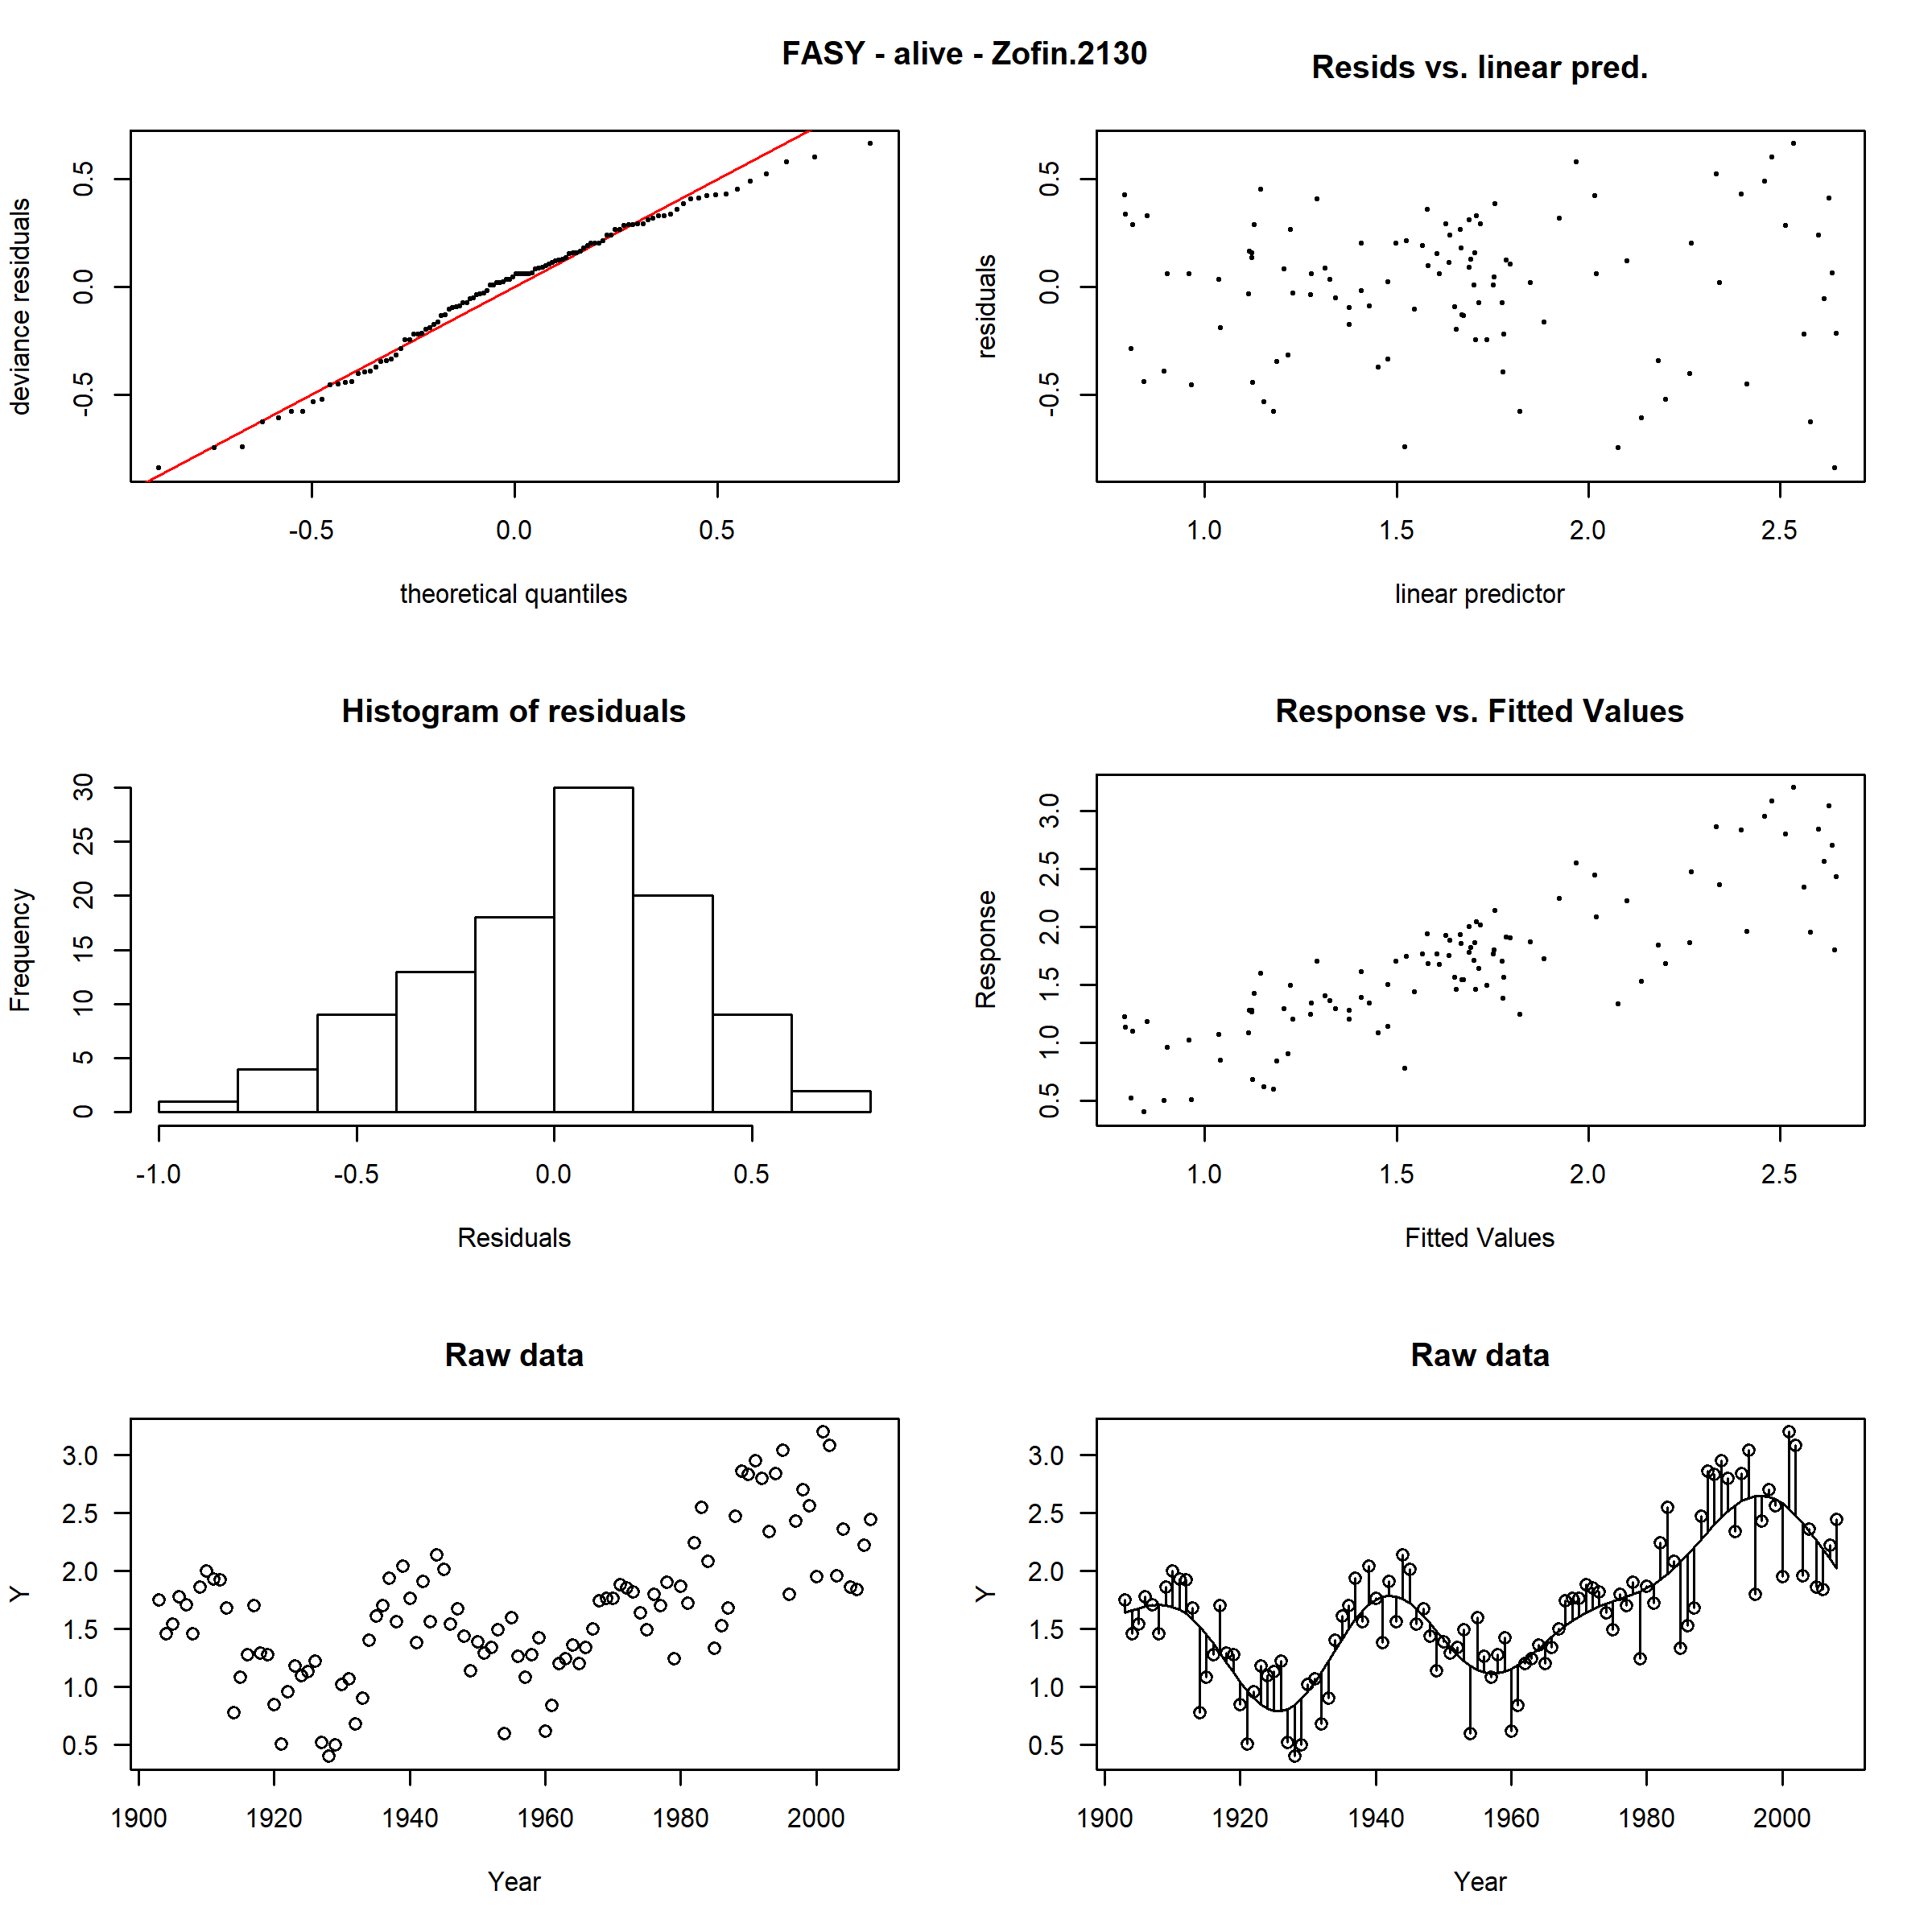 FASY - alive - Zofin.2130
Resids vs. linear pred.
deviance residuals
-0.5 0.0 0.5
-0.5 0.0 0.5
theoretical quantiles
residuals
-0.5 0.0 0.5
1.0 1.5 2.0 2.5
linear predictor
Histogram of residuals
Frequency
0 5 10 15 20 25 30
-1.0 -0.5 0.0 0.5
Residuals
Response vs. Fitted Values
Response
0.5 1.0 1.5 2.0 2.5 3.0
1.0 1.5 2.0 2.5
Fitted Values
Raw data
Y
3.0
2.5
2.0
1.5
1.0
0.5
1900 1920 1940 1960 1980 2000
Year
Raw data
Y
3.0
2.5
2.0
1.5
1.0
0.5
1900 1920 1940 1960 1980 2000
Year